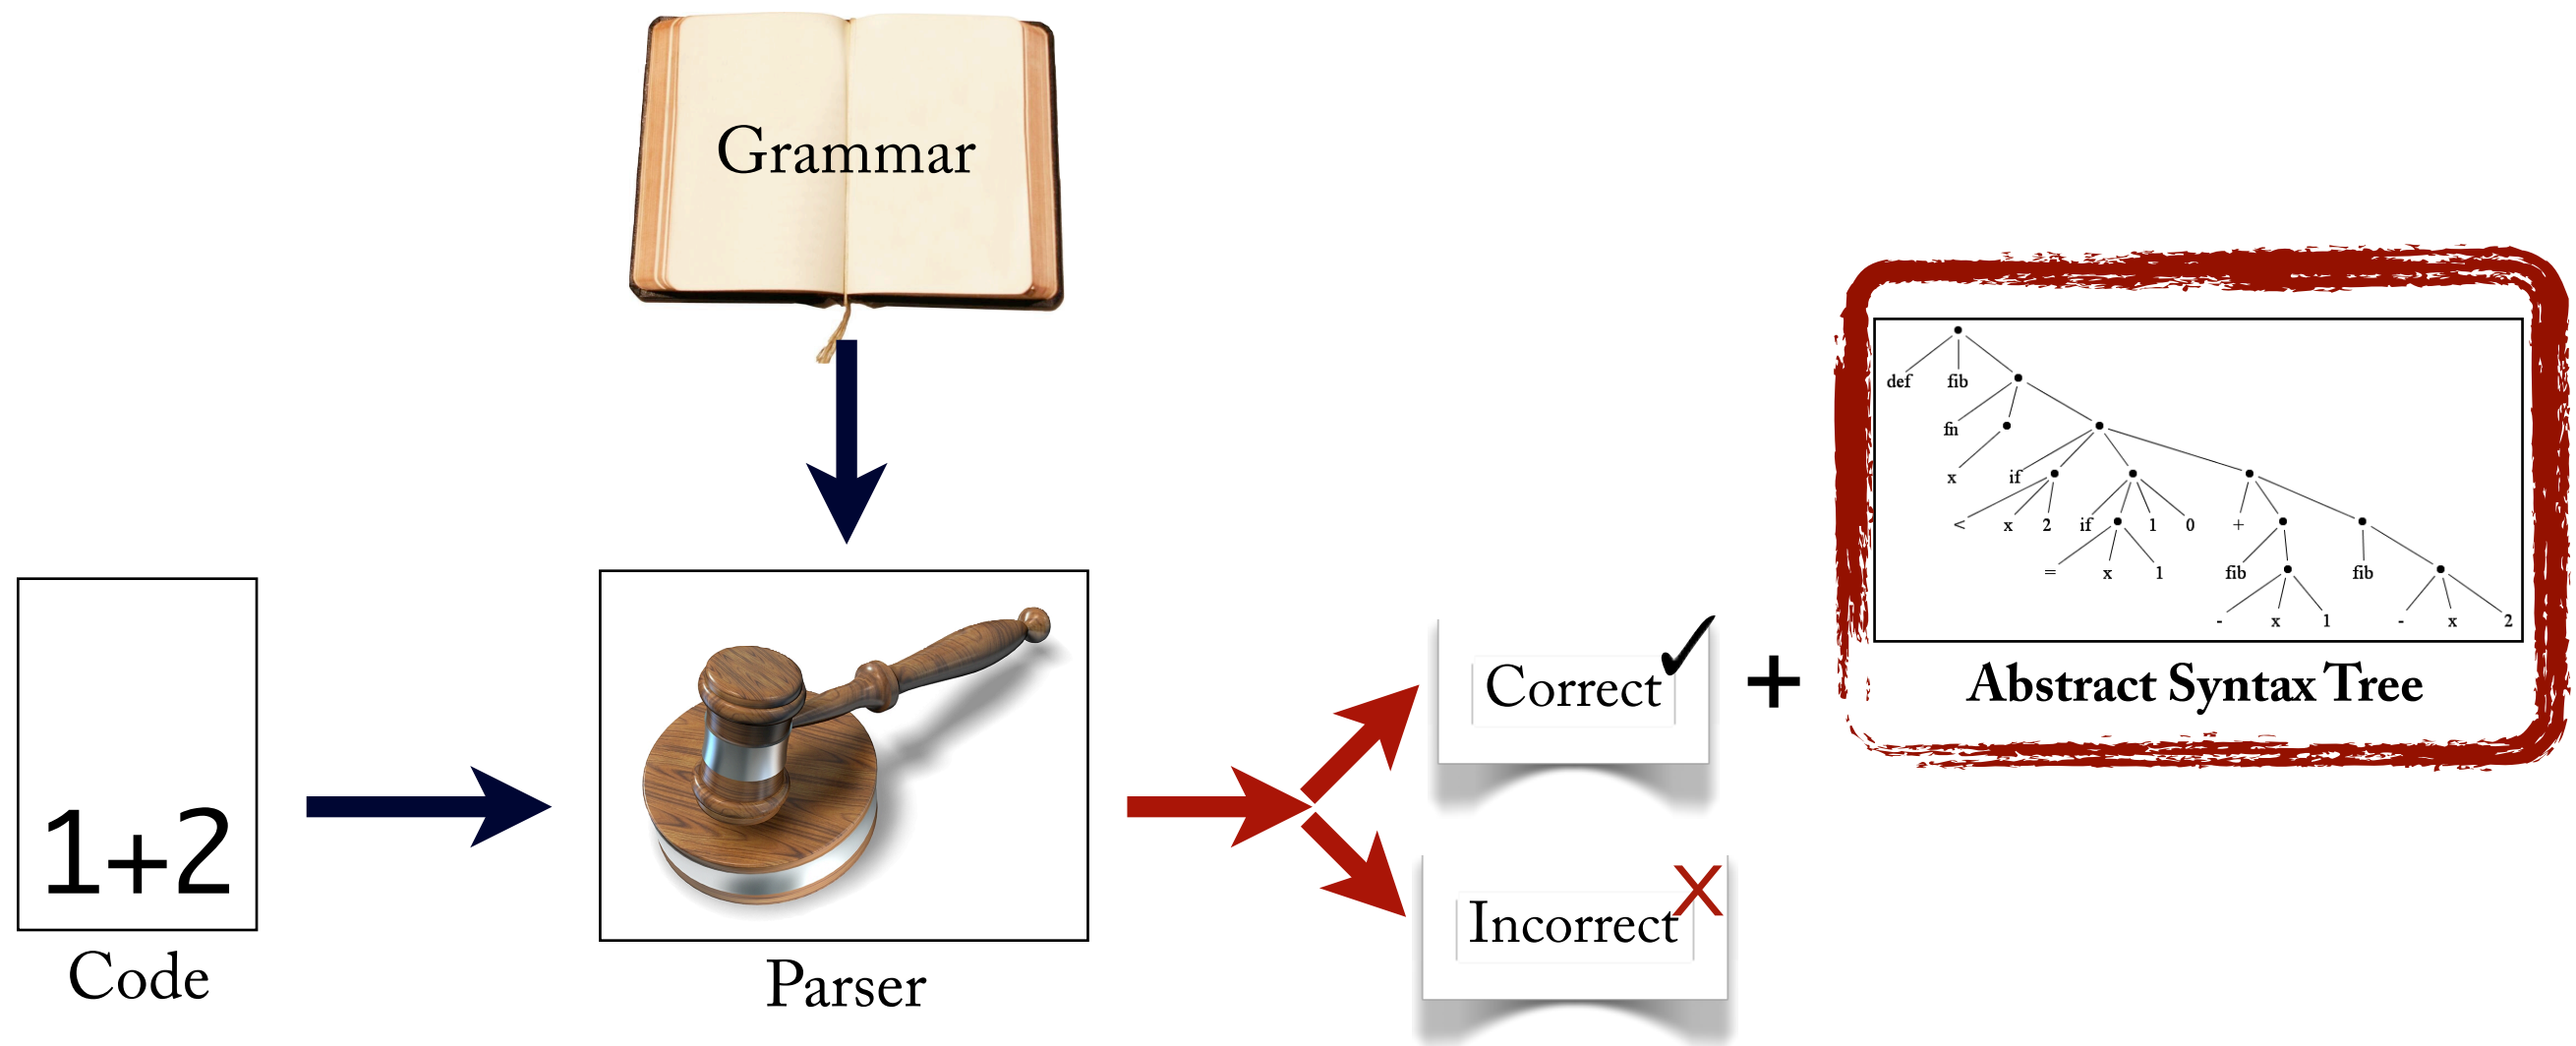 Grammar
def fib
fn
x if
< x 2 if 1 0 +
= x 1 fib fib
- x 1 - x 2
Abstract Syntax Tree
Correct ✓ +
1+2
Incorrect X
Code
Parser